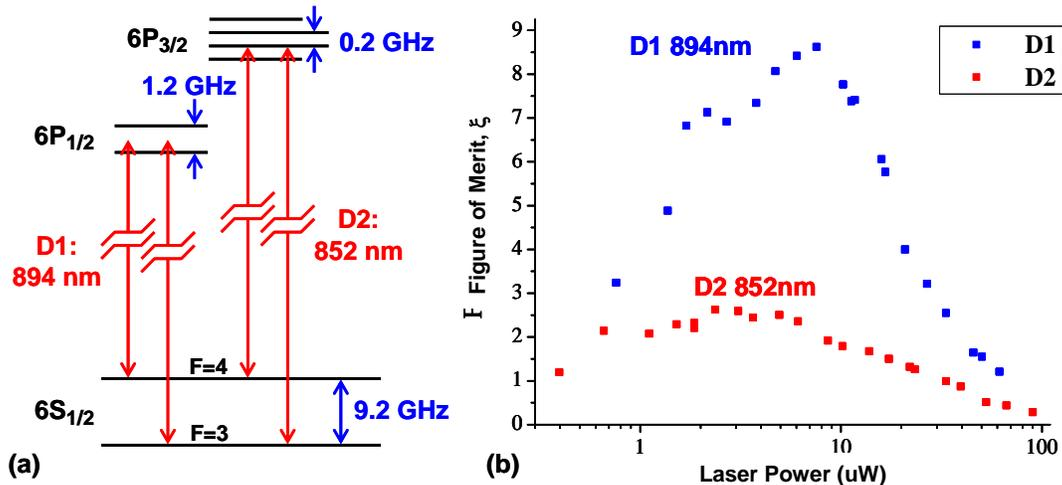 6P3/2
0.2 GHz
1.2 GHz
6P1/2
D1:
894 nm
D2:
852 nm
F=4
6S1/2
9.2 GHz
F=3
(a)
D1 894nm
D1
D2
D2 852nm
Figure of Merit, ξ
9
8
7
6
5
4
3
2
1
0
1
10
100
Laser Power (uW)
(b)